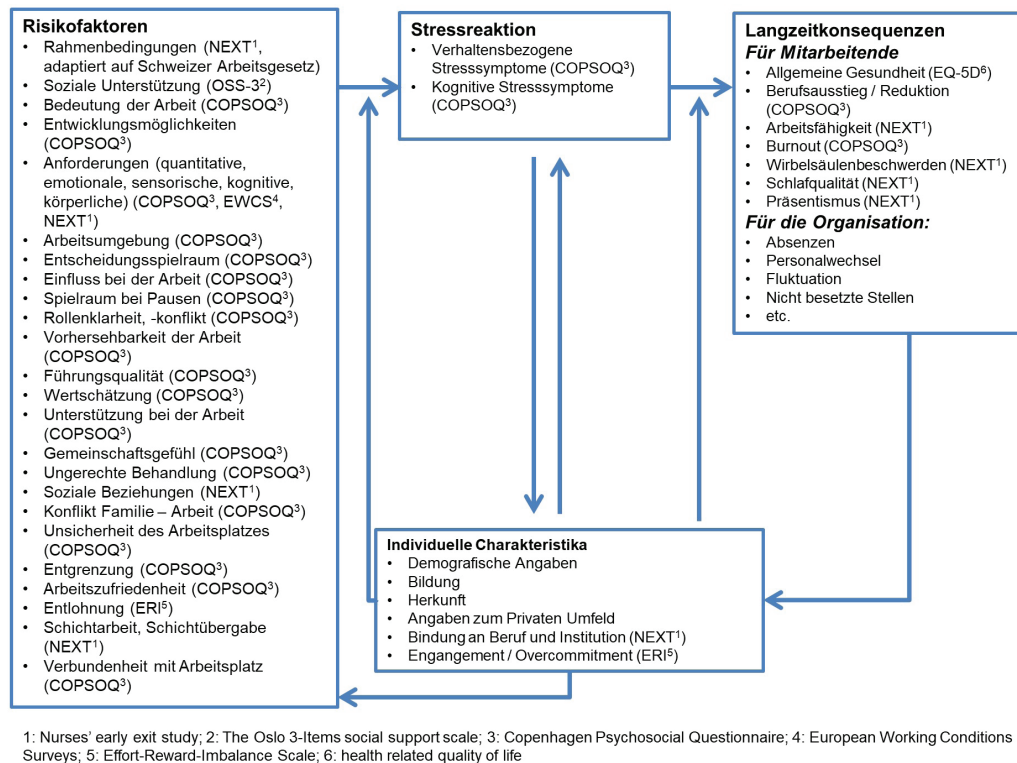 Risikofaktoren
• Rahmenbedingungen (NEXT¹,
adaptiert auf Schweizer Arbeitsgesetz)
• Soziale Unterstützung (OSS-3²)
• Bedeutung der Arbeit (COPSOQ³)
• Entwicklungsmöglichkeiten
(COPSOQ³)
• Anforderungen (quantitative,
emotionale, sensorische, kognitive,
körperliche) (COPSOQ³, EWCS⁴,
NEXT¹)
• Arbeitsumgebung (COPSOQ³)
• Entscheidungsspielraum (COPSOQ³)
• Einfluss bei der Arbeit (COPSOQ³)
• Spielraum bei Pausen (COPSOQ³)
• Rollenklarheit, -konflikt (COPSOQ³)
• Vorhersehbarkeit der Arbeit
(COPSOQ³)
• Führungsqualität (COPSOQ³)
• Wertschätzung (COPSOQ³)
• Unterstützung bei der Arbeit
(COPSOQ³)
• Gemeinschaftsgefühl (COPSOQ³)
• Ungerechte Behandlung (COPSOQ³)
• Soziale Beziehungen (NEXT¹)
• Konflikt Familie – Arbeit (COPSOQ³)
• Unsicherheit des Arbeitsplatzes
(COPSOQ³)
• Entgrenzung (COPSOQ³)
• Arbeitszufriedenheit (COPSOQ³)
• Entlohnung (ERI⁵)
• Schichtarbeit, Schichtübergabe
(NEXT¹)
• Verbundenheit mit Arbeitsplatz
(COPSOQ³)
Stressreaktion
• Verhaltensbezogene
Stresssymptome (COPSOQ³)
• Kognitive Stresssymptome
(COPSOQ³)
Langzeitkonsequenzen
Für Mitarbeitende
• Allgemeine Gesundheit (EQ-5D⁶)
• Berufsausstieg / Reduktion
(COPSOQ³)
• Arbeitsfähigkeit (NEXT¹)
• Burnout (COPSOQ³)
• Wirbelsäulenbeschwerden (NEXT¹)
• Schlafqualität (NEXT¹)
• Präsentismus (NEXT¹)
Für die Organisation:
• Absenzen
• Personalwechsel
• Fluktuation
• Nicht besetzte Stellen
• etc.
Individuelle Charakteristika
• Demografische Angaben
• Bildung
• Herkunft
• Angaben zum Privaten Umfeld
• Bindung an Beruf und Institution (NEXT¹)
• Engangement / Overcommitment (ERI⁵)
1: Nurses' early exit study; 2: The Oslo 3-Items social support scale; 3: Copenhagen Psychosocial Questionnaire; 4: European Working Conditions
Surveys; 5: Effort-Reward-Imbalance Scale; 6: health related quality of life